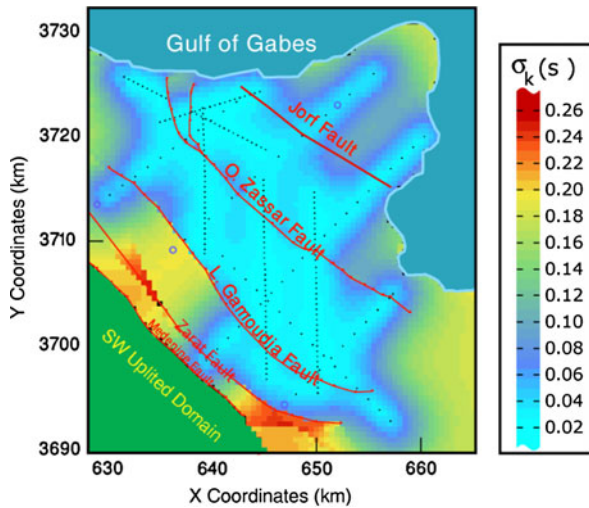 3730
3720
3710
3700
3690
Y Coordinates (km)
Gulf of Gabes
Jorf Fault
O. Zassar Fault
L. Gamoudja Fault
Zarat Fault
Medenine Fault
SW Uplited Domain
630
640
650
660
X Coordinates (km)
σk(s)
0.26
0.24
0.22
0.20
0.18
0.16
0.14
0.12
0.10
0.08
0.06
0.04
0.02